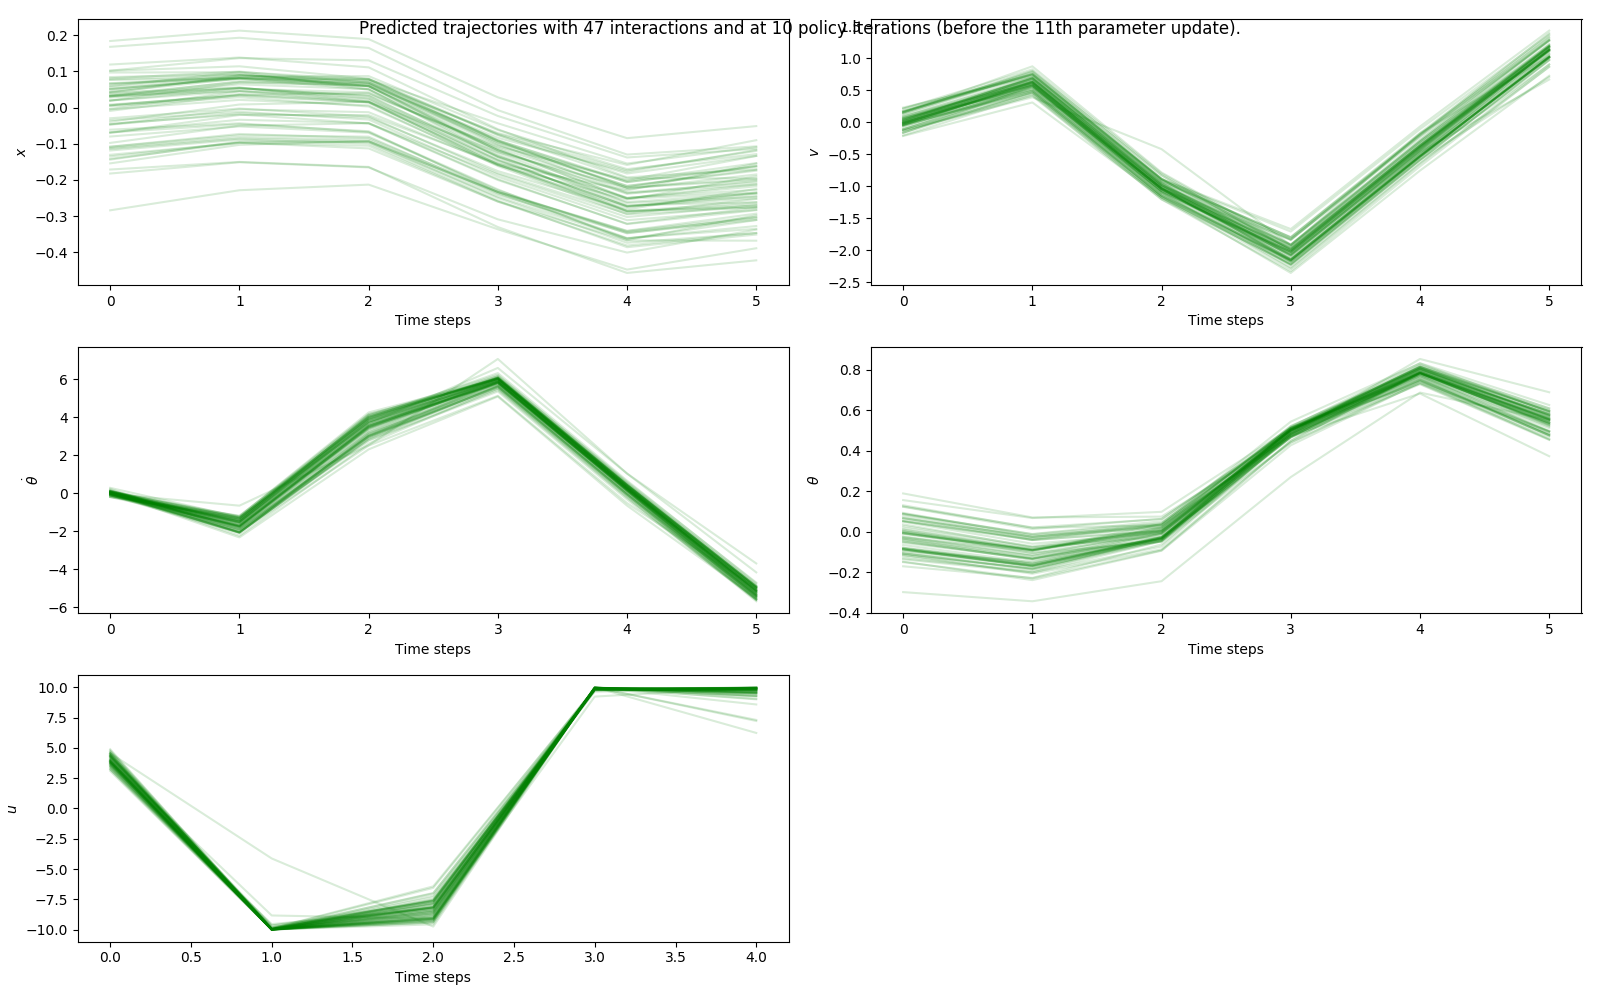 Predicted trajectories with 47 interactions and at 10 policy iterations (before the 11th parameter update).
0.2
0.1
0.0
−0.1
−0.2
−0.3
−0.4
x
0 1 2 3 4 5
Time steps
1.5
1.0
0.5
0.0
−0.5
−1.0
−1.5
−2.0
−2.5
v
0 1 2 3 4 5
Time steps
6
4
2
0
−2
−4
−6
θ̇
0 1 2 3 4 5
Time steps
0.8
0.6
0.4
0.2
0.0
−0.2
−0.4
θ
0 1 2 3 4 5
Time steps
10.0
7.5
5.0
2.5
0.0
−2.5
−5.0
−7.5
−10.0
u
0.0 0.5 1.0 1.5 2.0 2.5 3.0 3.5 4.0
Time steps